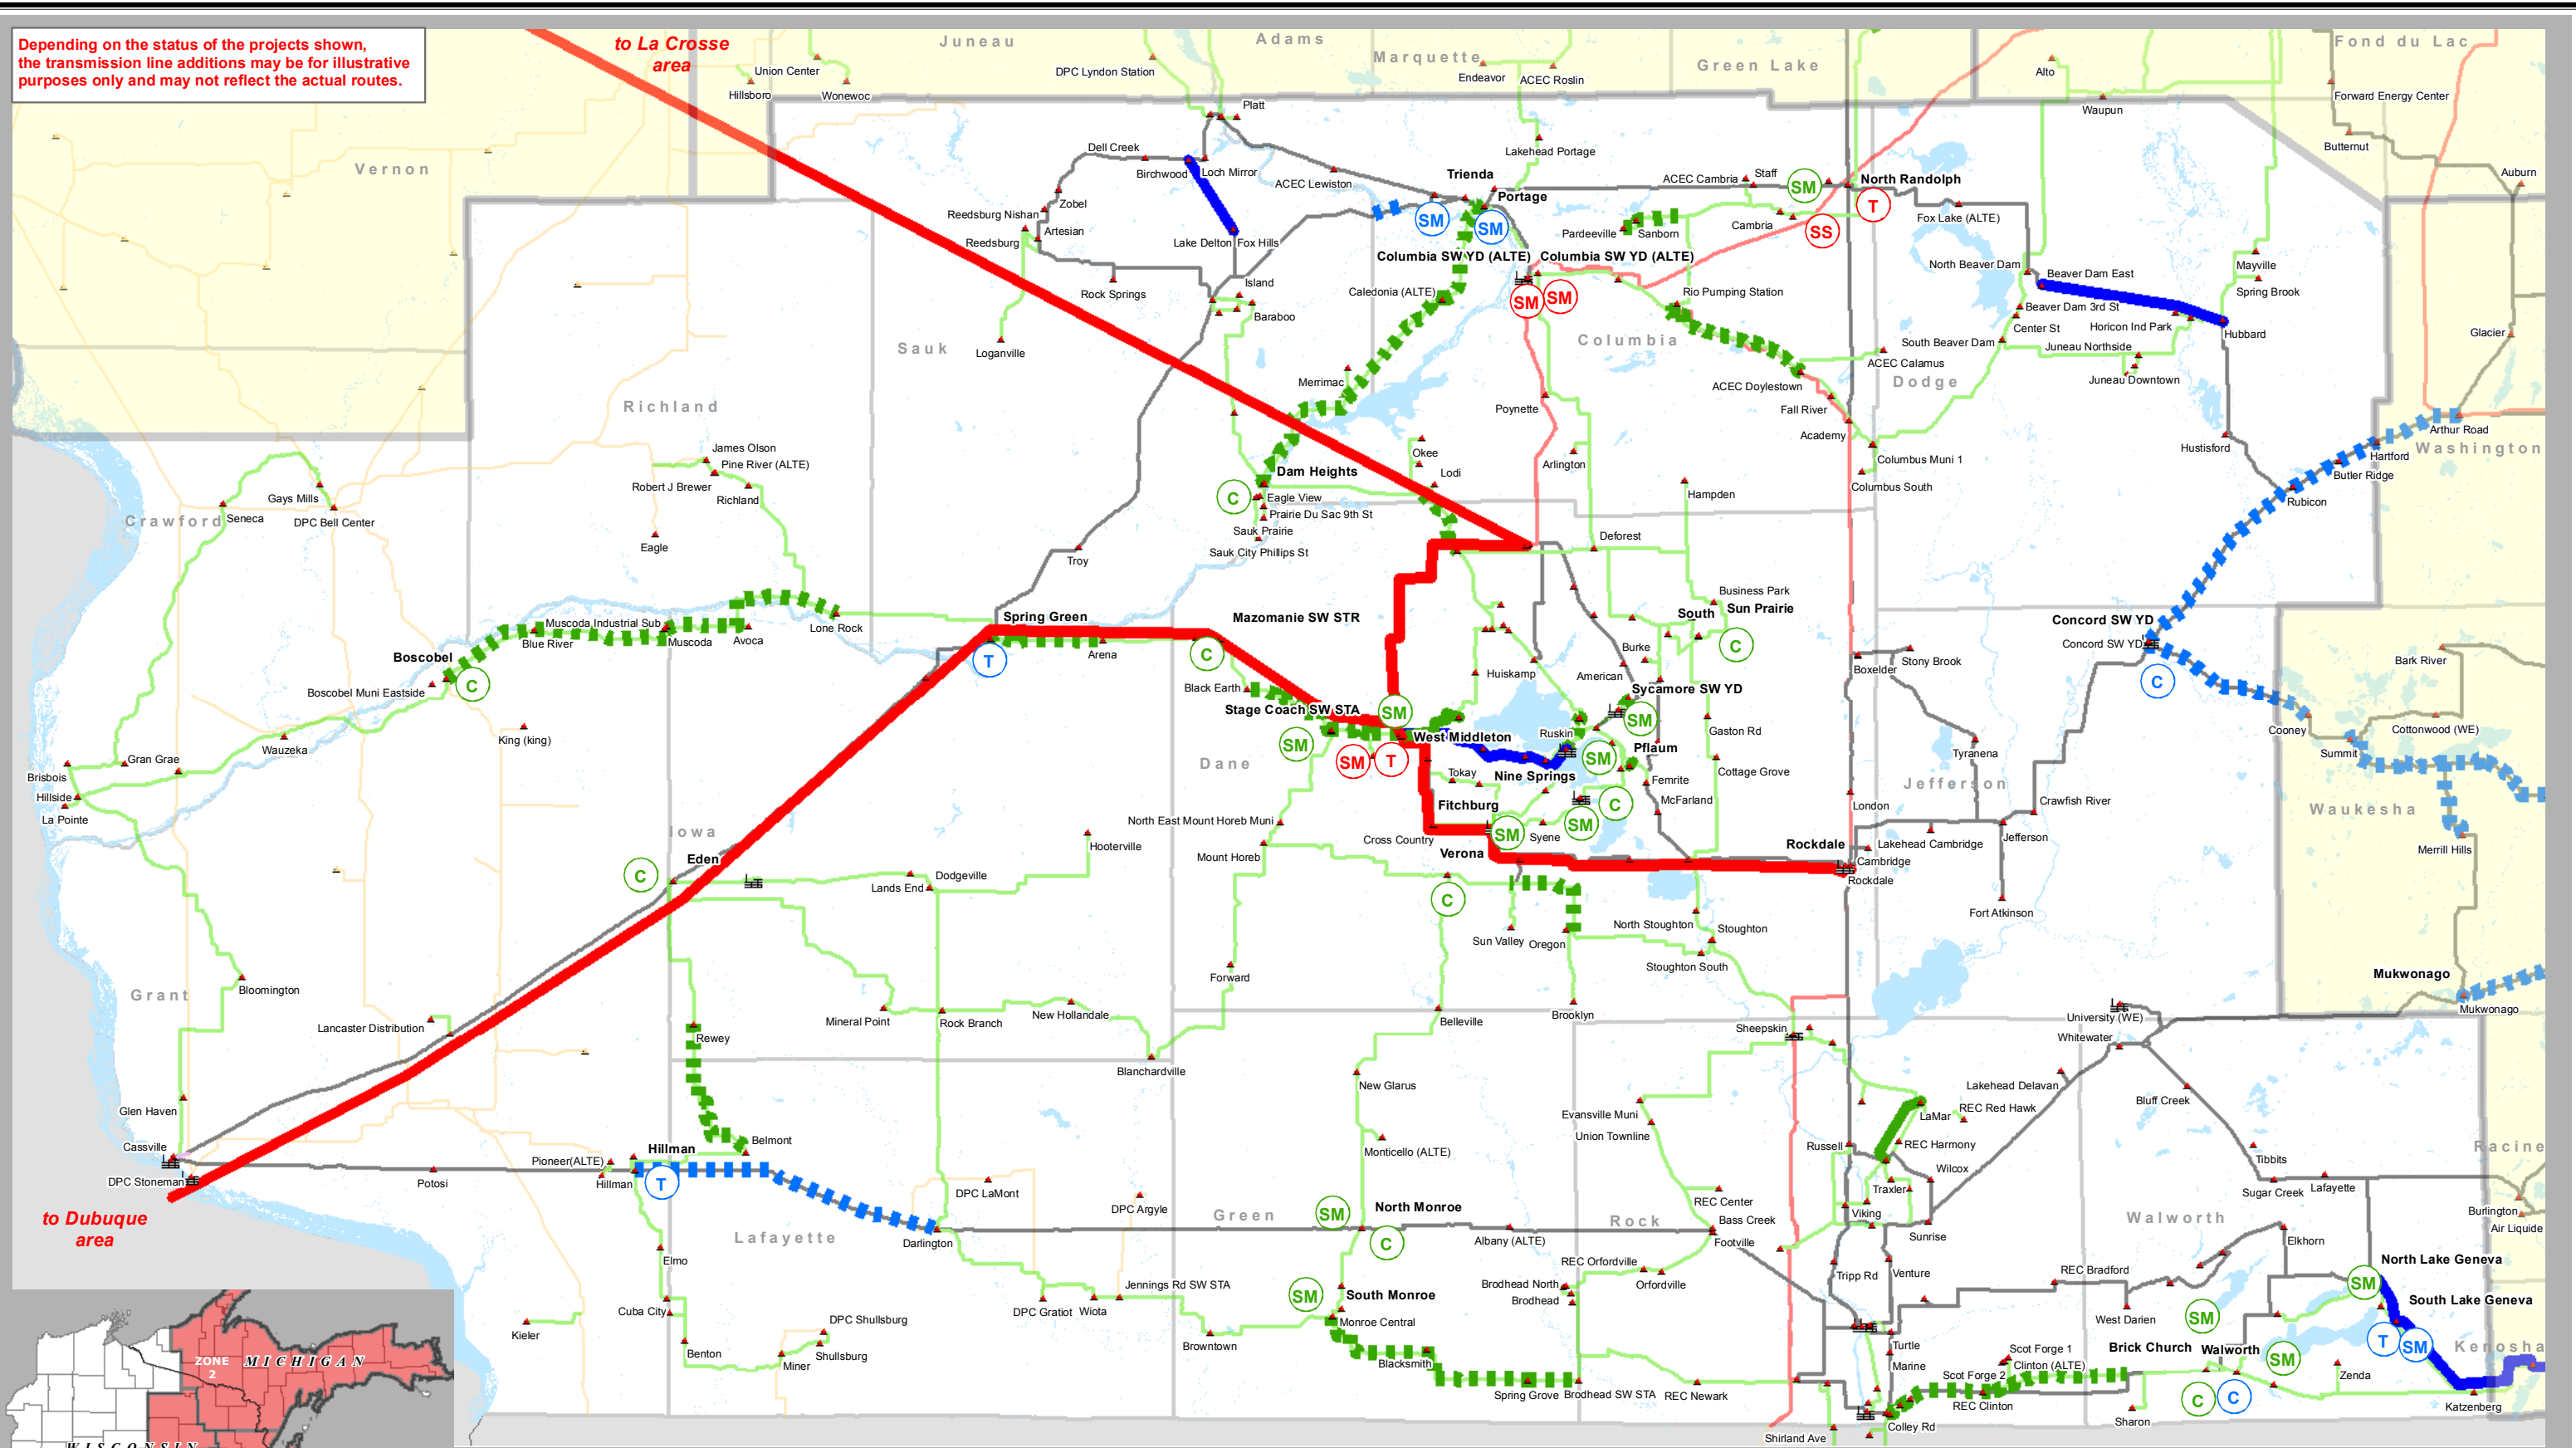 Depending on the status of the projects shown,
the transmission line additions may be for illustrative
purposes only and may not reflect the actual routes.
to La Crosse
area
Juneau
Adams
Marquette
Green Lake
Fond du Lac
Union Center
Hillsboro
Wonewoc
DPC Lyndon Station
Endeavor
ACEC Roslin
Alto
Waupun
Forward Energy Center
Butternut
Auburn
Platt
Vernon
Dell Creek
Birchwood
Loch Mirror
ACEC Lewiston
Lakehead Portage
Trienda
Portage
ACEC Cambria
Staff
SM
North Randolph
T
Zobel
Reedsburg Nishan
Artesian
Reedsburg
Lake Delton
Fox Hills
SM
SM
Pardeeville
Sanborn
Cambria
SS
Fox Lake (ALTE)
Columbia SW YD (ALTE)
Columbia SW YD (ALTE)
North Beaver Dam
Beaver Dam East
Mayville
Spring Brook
Rock Springs
Island
Baraboo
Caledonia (ALTE)
SM
SM
Rio Pumping Station
Beaver Dam 3rd St
Center St
Horicon Ind Park
Hubbard
Glacier
Loganville
Sauk
Columbia
South Beaver Dam
Juneau Northside
Juneau Downtown
ACEC Calamus
Dodge
Merrimac
ACEC Doylestown
Fall River
Academy
Poynette
Richland
Arthur Road
Washington
Hartford
Butler Ridge
Rubicon
Hustisford
James Olson
Pine River (ALTE)
Robert J Brewer
Richland
Okee
Lodi
Arlington
Columbus Muni 1
Columbus South
Hampden
Dam Heights
C
Eagle View
Prairie Du Sac 9th St
Sauk Prairie
Sauk City Phillips St
Gays Mills
Seneca
Crawford
DPC Bell Center
Eagle
Troy
Deforest
Business Park
Sun Prairie
South
C
Concord SW YD
Concord SW YD
C
Spring Green
T
Arena
Mazomanie SW STR
C
Lone Rock
Muscoda Industrial Sub
Blue River
Muscoda
Avoca
Boscobel
C
Boscobel Muni Eastside
Burke
American
Huiskamp
Boxelder
Stony Brook
Bark River
Black Earth
Stage Coach SW STA
SM
SM
SM
T
West Middleton
Ruskin
Sycamore SW YD
SM
Gaston Rd
King (king)
Wauzeka
Gran Grae
Brisbois
Hillside
La Pointe
Dane
Tokay
Nine Springs
SM
Pflaum
Femrite
McFarland
Cottage Grove
Tyranena
Jefferson
Cooney
Summit
Cottonwood (WE)
Waukesha
Merrill Hills
North East Mount Horeb Muni
Fitchburg
C
SM
SM
Syene
Cross Country
Verona
London
Crawfish River
Jefferson
Rockdale
Lakehead Cambridge
Cambridge
Rockdale
Iowa
Eden
C
Hooterville
Mount Horeb
Dodgeville
Lands End
C
Fort Atkinson
Sun Valley
Oregon
North Stoughton
Stoughton
Stoughton South
Forward
Mukwonago
Mukwonago
Grant
Bloomington
Lancaster Distribution
Mineral Point
Rock Branch
New Hollandale
Belleville
Brooklyn
Sheepskin
University (WE)
Whitewater
Rewey
Blanchardville
New Glarus
Glen Haven
Evansville Muni
Union Townline
LaMar
REC Red Hawk
Lakehead Delavan
Bluff Creek
Cassville
DPC Stoneman
Potosi
Pioneer(ALTE)
Hillman
Hillman
T
Belmont
Monticello (ALTE)
REC Harmony
Russell
Wilcox
Traxler
Viking
Sunrise
Tibbits
Sugar Creek
Lafayette
Racine
Burlington
Air Liquide
to Dubuque
area
DPC LaMont
DPC Argyle
Green
SM
North Monroe
C
Albany (ALTE)
REC Center
Rock
Bass Creek
Footville
Walworth
Elkhorn
Lafayette
Darlington
Elmo
REC Orfordville
Orfordville
Tripp Rd
Venture
REC Bradford
North Lake Geneva
SM
South Lake Geneva
Cuba City
DPC Gratiot
Wiota
Jennings Rd SW STA
SM
South Monroe
Monroe Central
Brodhead North
Brodhead
West Darien
SM
Kieler
DPC Shullsburg
Shullsburg
Miner
Benton
Browntown
Blacksmith
Turtle
Marine
Scot Forge 1
Clinton (ALTE)
Scot Forge 2
Brick Church
Walworth
SM
T
SM
Kenosha
Zenda
Spring Grove
Brodhead SW STA
REC Newark
REC Clinton
C
C
Sharon
Katzenberg
Colley Rd
Shirland Ave
ZONE
2
MICHIGAN
WISCONSIN